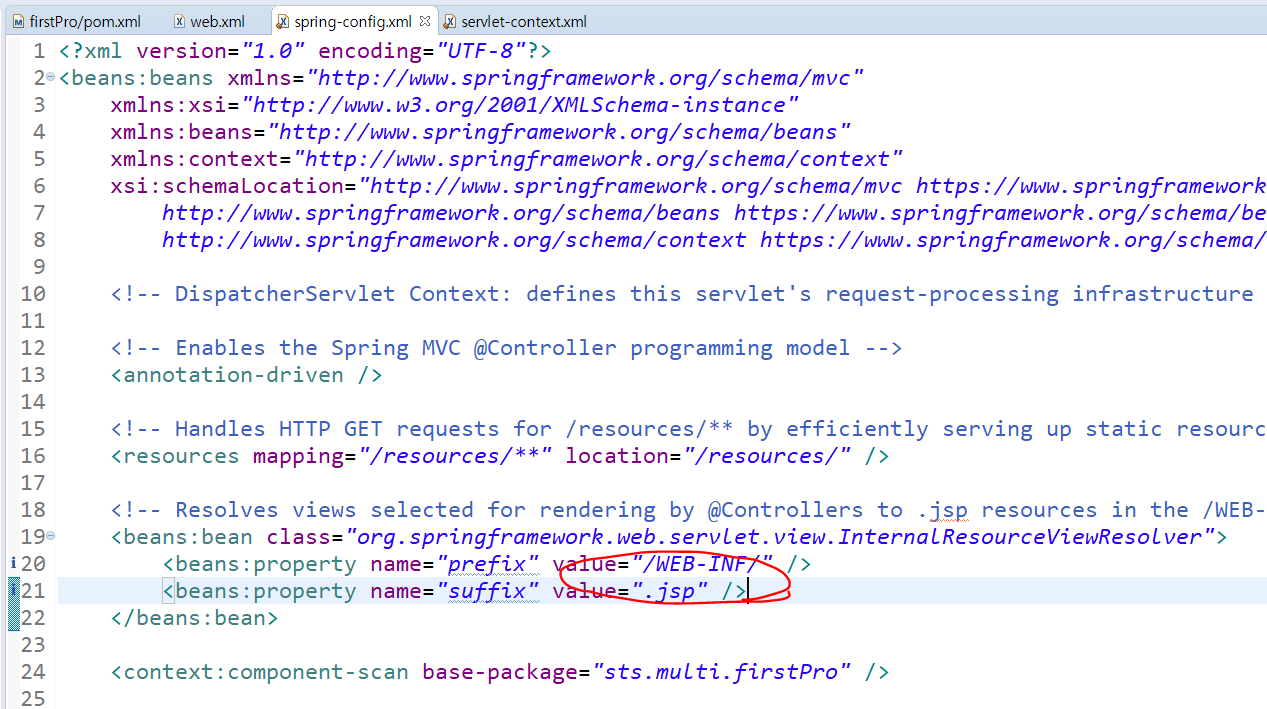 firstPro/pom.xml web.xml spring-config.xml servlet-context.xml
1 <?xml version="1.0" encoding="UTF-8"?>
2 <beans:beans xmlns="http://www.springframework.org/schema/mvc"
3 xmlns:xsi="http://www.w3.org/2001/XMLSchema-instance"
4 xmlns:beans="http://www.springframework.org/schema/beans"
5 xmlns:context="http://www.springframework.org/schema/context"
6 xsi:schemaLocation="http://www.springframework.org/schema/mvc https://www.springframework
7 http://www.springframework.org/schema/beans https://www.springframework.org/schema/be
8 http://www.springframework.org/schema/context https://www.springframework.org/schema/
9
10 <!-- DispatcherServlet Context: defines this servlet's request-processing infrastructure
11
12 <!-- Enables the Spring MVC @Controller programming model -->
13 <annotation-driven />
14
15 <!-- Handles HTTP GET requests for /resources/** by efficiently serving up static resourc
16 <resources mapping="/resources/**" location="/resources/" />
17
18 <!-- Resolves views selected for rendering by @Controllers to .jsp resources in the /WEB-
19 <beans:bean class="org.springframework.web.servlet.view.InternalResourceViewResolver">
20 <beans:property name="prefix" value="/WEB-INF/" />
21 <beans:property name="suffix" value=".jsp" />
22 </beans:bean>
23
24 <context:component-scan base-package="sts.multi.firstPro" />
25